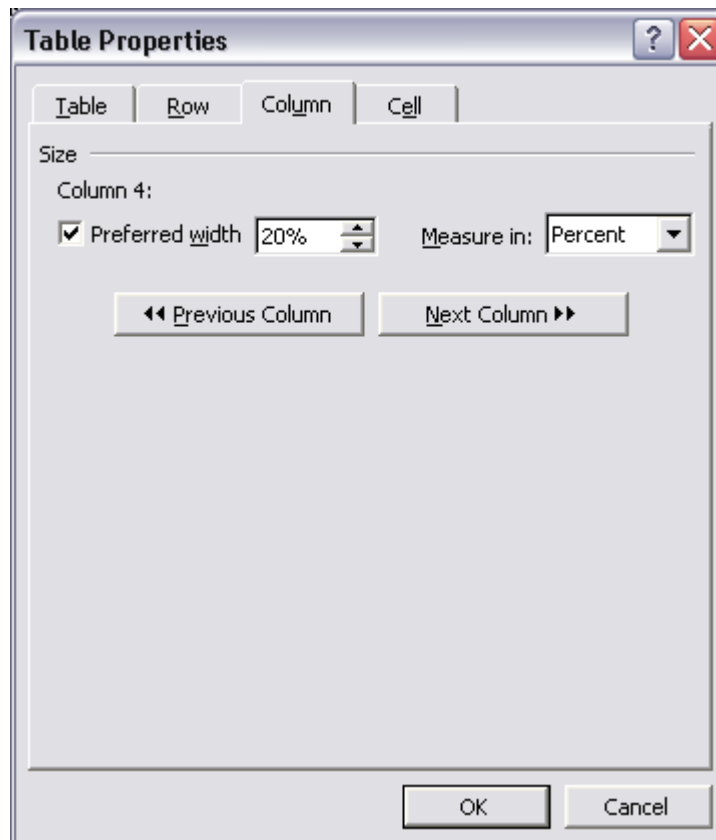 Table Properties ?
Table Row Column Cell
Size
Column 4:
Preferred width 20% Measure in: Percent
Previous Column Next Column
OK Cancel